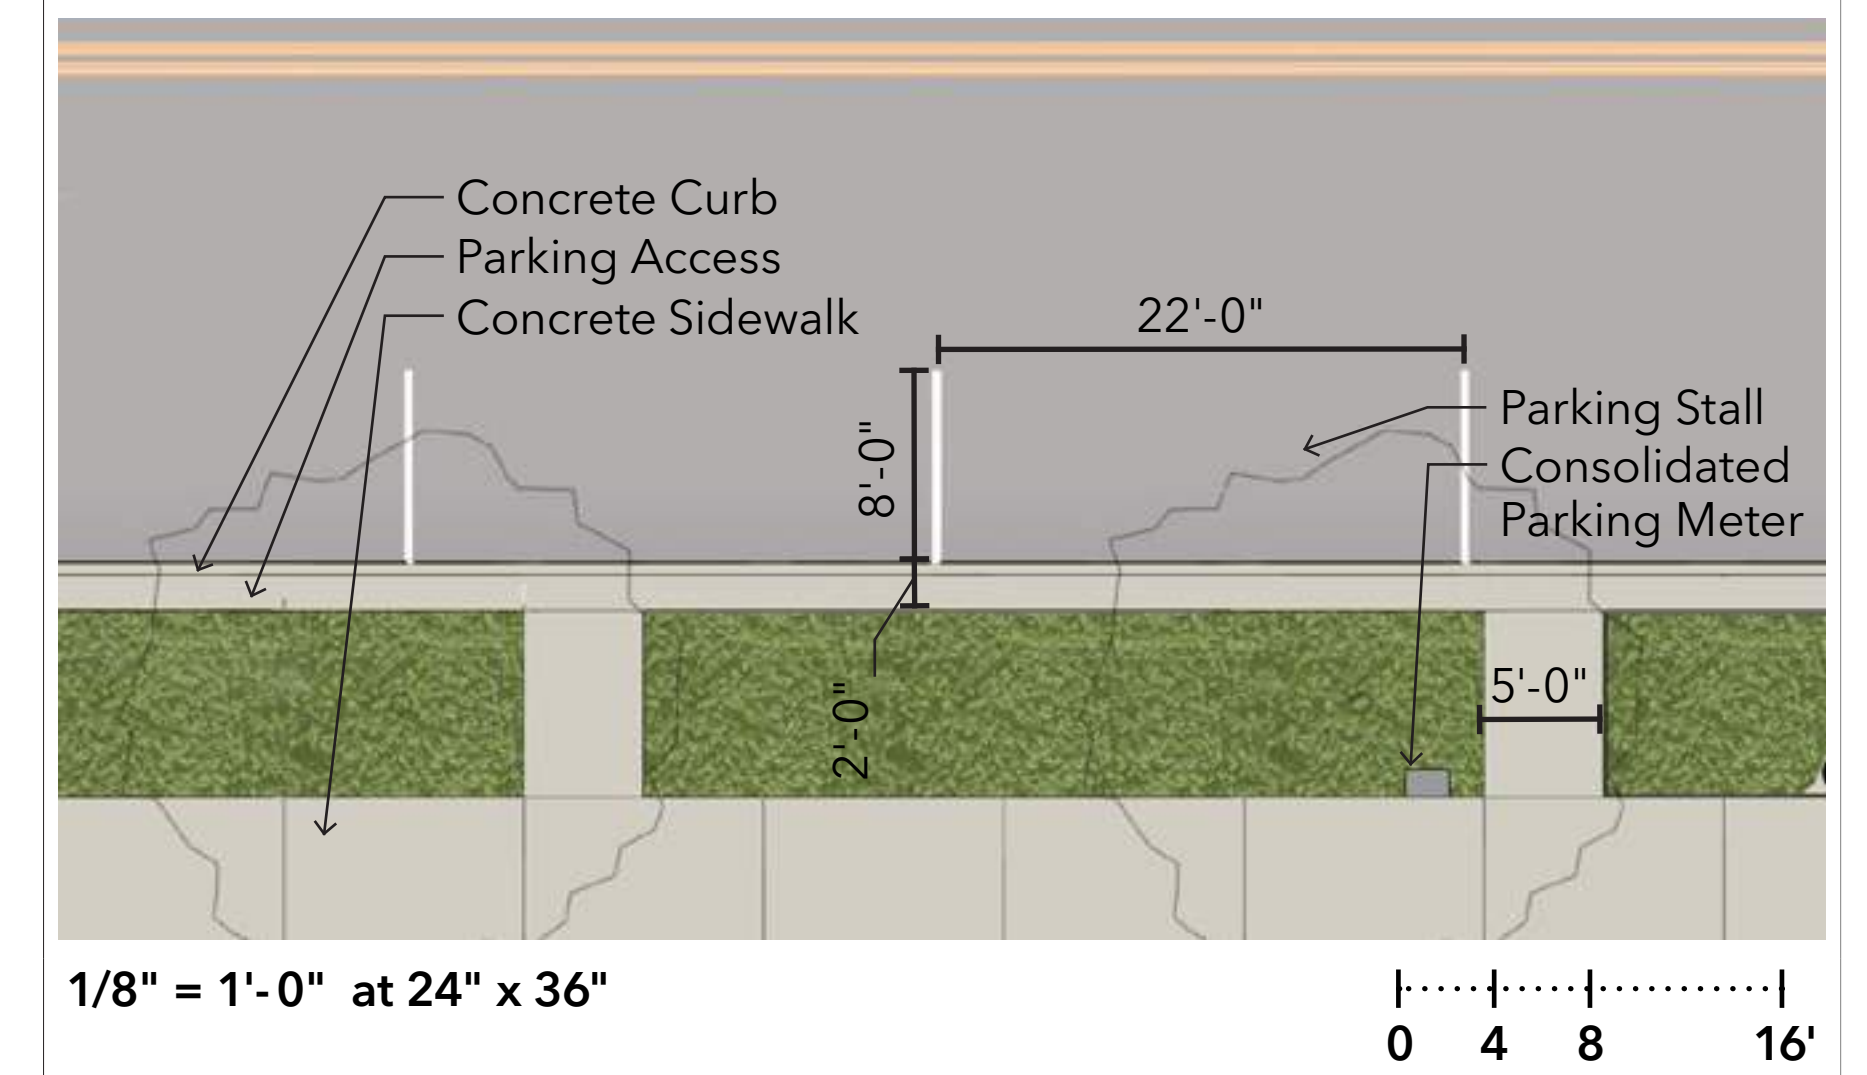 Concrete Curb
Parking Access
Concrete Sidewalk
22'-0"
8'-0"
Parking Stall
Consolidated
Parking Meter
2'-0"
5'-0"
1/8" = 1'-0" at 24" x 36"
0 4 8 16'